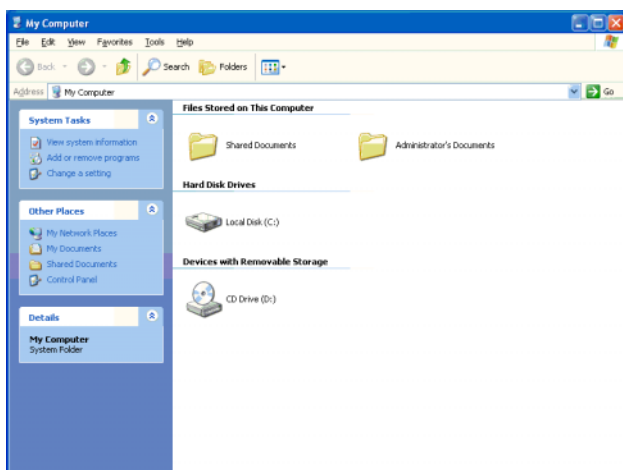 My Computer
File Edit View Favorites Tools Help
Back Search Folders
Address My Computer Go
System Tasks
View system information
Add or remove programs
Change a setting
Other Places
My Network Places
My Documents
Shared Documents
Control Panel
Details
My Computer
System Folder
Files Stored on This Computer
Shared Documents Administrator's Documents
Hard Disk Drives
Local Disk (C:)
Devices with Removable Storage
CD Drive (D:)